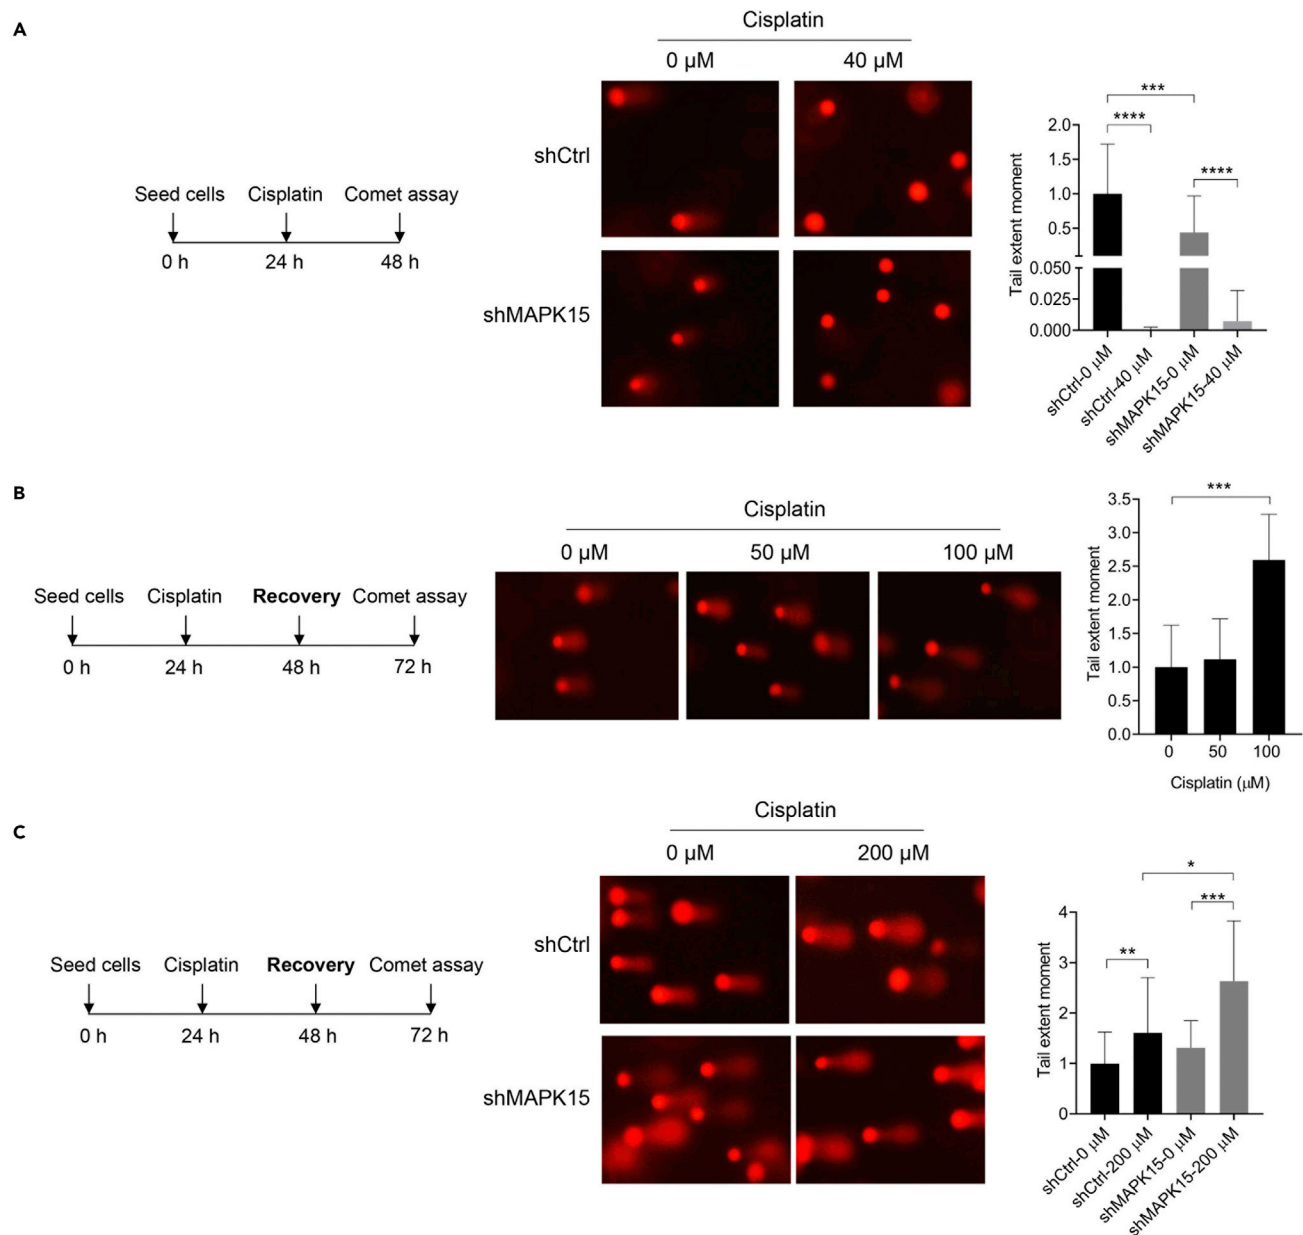 A
Cisplatin
0 μM 40 μM
shCtrl
shMAPK15
Seed cells Cisplatin Comet assay
0 h 24 h 48 h
*** 
****
****
Tail extent moment
2.0
1.5
1.0
0.5
0.050
0.025
0.000
shCtrl-0 μM
shCtrl-40 μM
shMAPK15-0 μM
shMAPK15-40 μM
B
Cisplatin
0 μM 50 μM 100 μM
Seed cells Cisplatin Recovery Comet assay
0 h 24 h 48 h 72 h
***
Tail extent moment
3.5
3.0
2.5
2.0
1.5
1.0
0.5
0.0
0 50 100
Cisplatin (μM)
C
Cisplatin
0 μM 200 μM
shCtrl
shMAPK15
Seed cells Cisplatin Recovery Comet assay
0 h 24 h 48 h 72 h
*
***
**
Tail extent moment
4
3
2
1
0
shCtrl-0 μM
shCtrl-200 μM
shMAPK15-0 μM
shMAPK15-200 μM